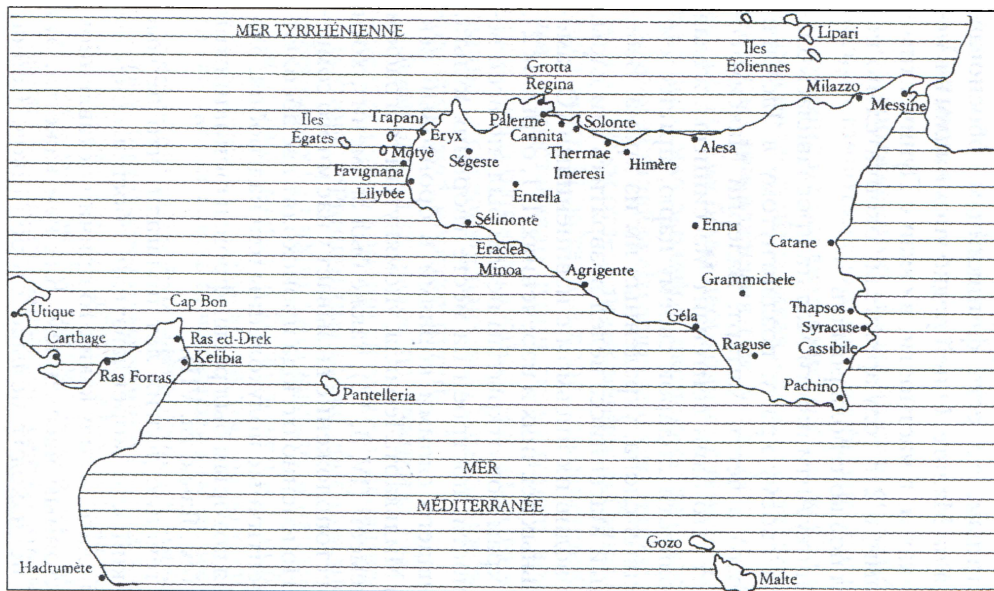 MER TYRRHÉNIENNE
Lipari
Iles
Éoliennes
Grotta
Regina
Milazzo
Messine
Iles
Égates
Trapani
Éryx
Palerme
Solonte
Cannita
Motyè
Ségeste
Thermae
Imeresi
Himère
Alesa
Favignana
Lilybée
Entella
Sélinonte
Enna
Catane
Eraclea
Minoa
Agrigente
Grammichele
Cap Bon
Utique
Thapsos
Géla
Syracuse
Carthage
Ras ed-Drek
Raguse
Cassibile
Kelibia
Ras Forras
Pantelleria
Pachino
MER
MÉDITERRANÉE
Gozo
Hadrumète
Malte